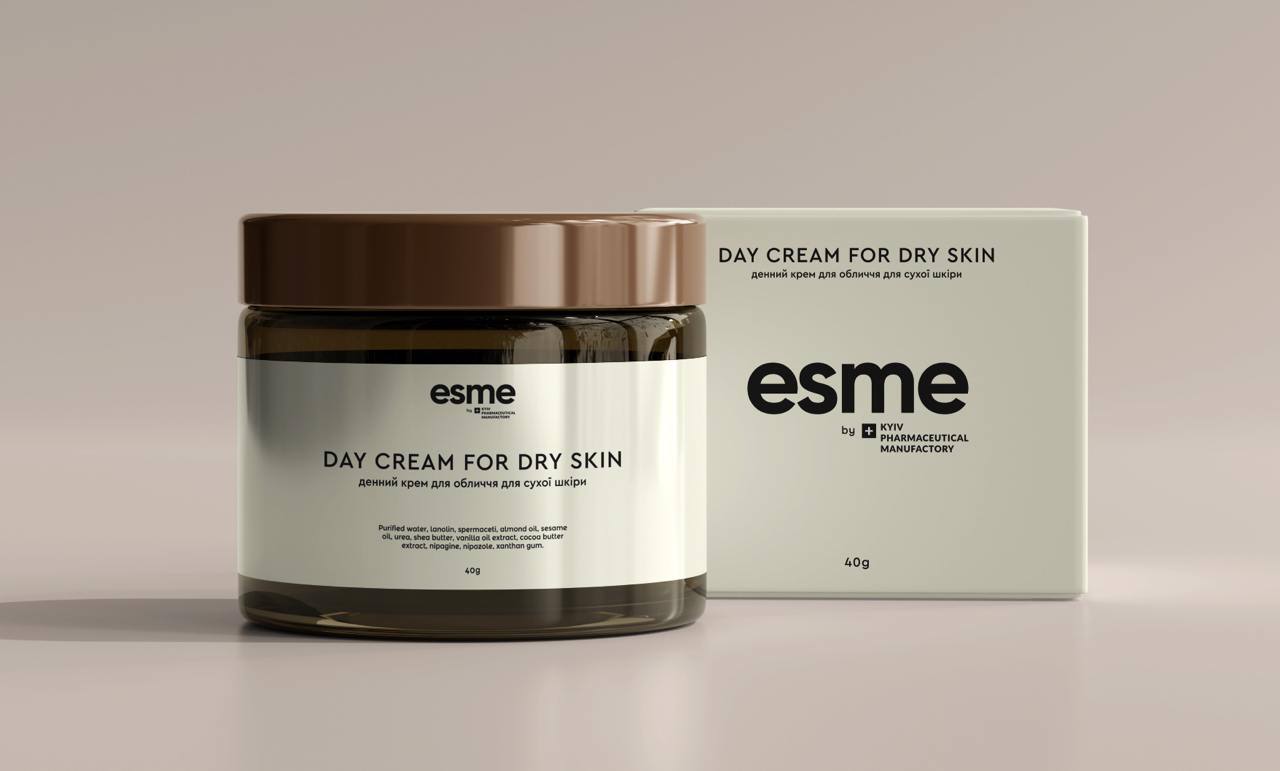 esme
by KYIV
PHARMACEUTICAL
MANUFACTORY
DAY CREAM FOR DRY SKIN
денний крем для обличчя для сухої шкіри
Purified water, lanolin, spermaceti, almond oil, sesame
oil, urea, shea butter, vanilla oil extract, cocoa butter
extract, nipagine, nipazole, xanthan gum.
40g
DAY CREAM FOR DRY SKIN
денний крем для обличчя для сухої шкіри
esme
by KYIV
PHARMACEUTICAL
MANUFACTORY
40g